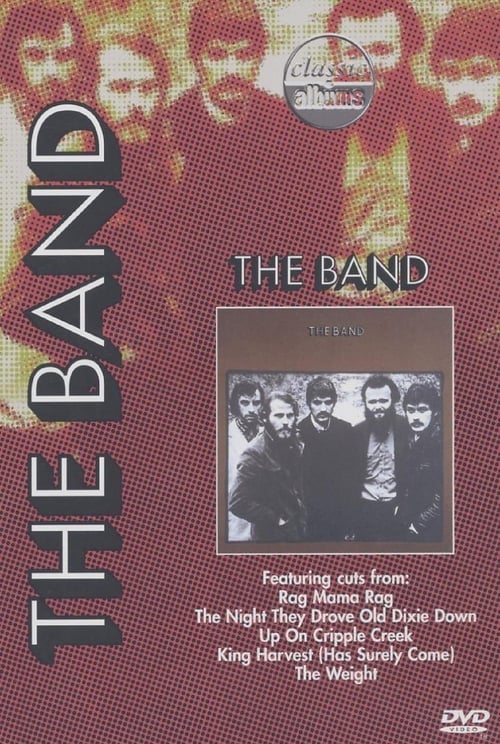 classic
albums
THE BAND
THE BAND
THE BAND
Featuring cuts from:
Rag Mama Rag
The Night They Drove Old Dixie Down
Up On Cripple Creek
King Harvest (Has Surely Come)
The Weight
DVD
VIDEO